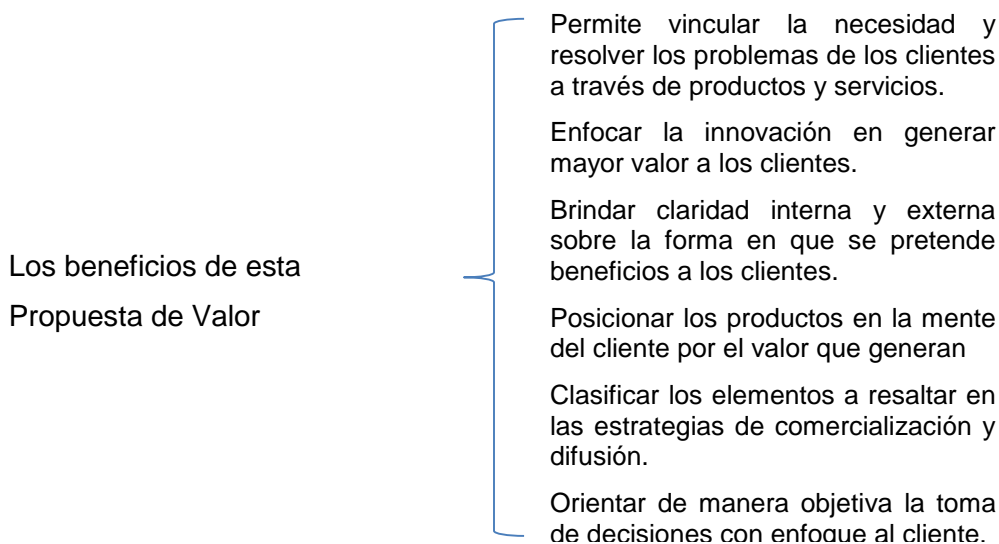 Los beneficios de esta
Propuesta de Valor
Permite vincular la necesidad y
resolver los problemas de los clientes
a través de productos y servicios.
Enfocar la innovación en generar
mayor valor a los clientes.
Brindar claridad interna y externa
sobre la forma en que se pretende
beneficios a los clientes.
Posicionar los productos en la mente
del cliente por el valor que generan
Clasificar los elementos a resaltar en
las estrategias de comercialización y
difusión.
Orientar de manera objetiva la toma
de decisiones con enfoque al cliente.